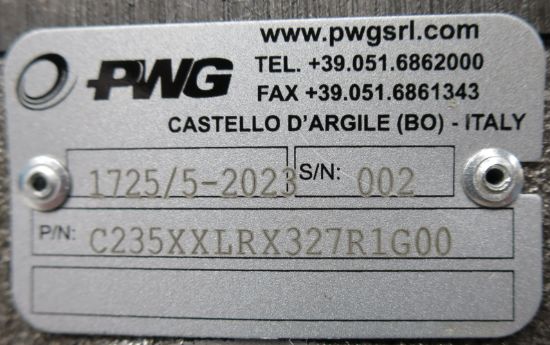 www.pwgsrl.com
PWG
TEL. +39.051.6862000
FAX +39.051.6861343
CASTELLO D'ARGILE (BO) - ITALY
1725/5-2023 S/N: 002
P/N: C235XXLRX327R1G00